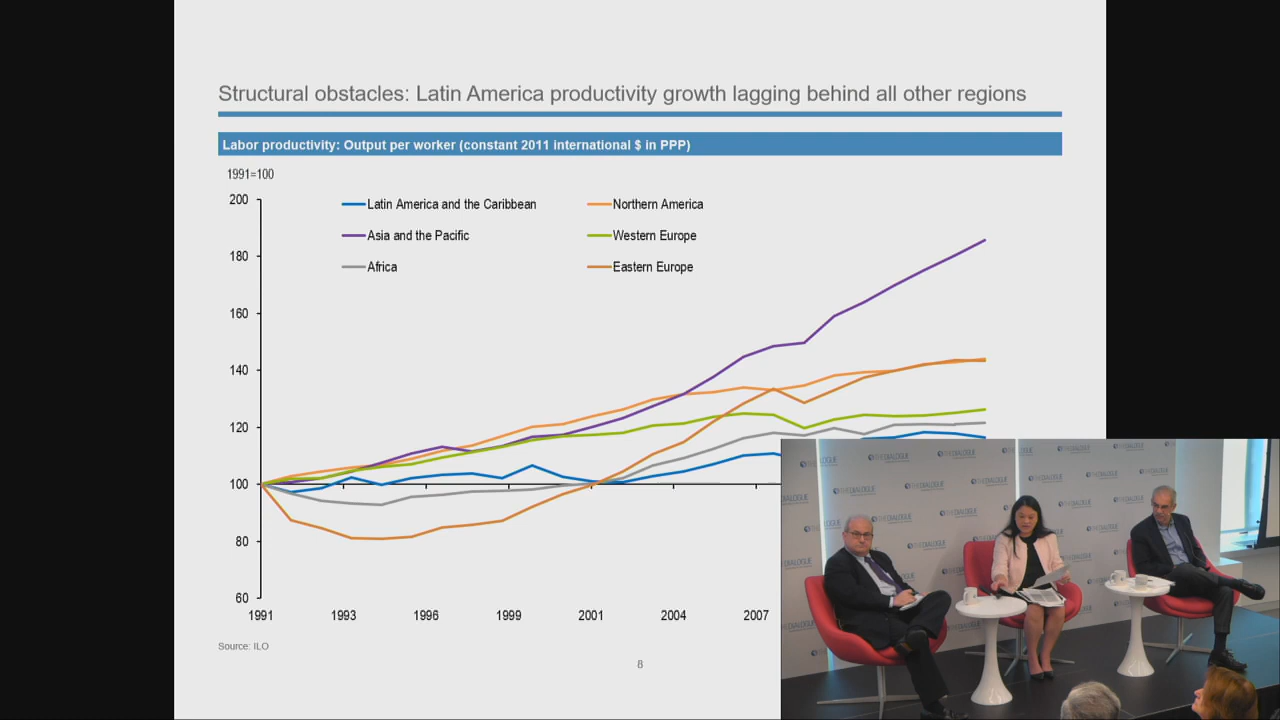 Structural obstacles: Latin America productivity growth lagging behind all other regions
Labor productivity: Output per worker (constant 2011 international $ in PPP)
1991=100
200
180
160
140
120
100
80
60
Latin America and the Caribbean
Northern America
Asia and the Pacific
Western Europe
Africa
Eastern Europe
1991
1993
1996
1999
2001
2004
2007
Source: ILO
8
THEDIALOGUE